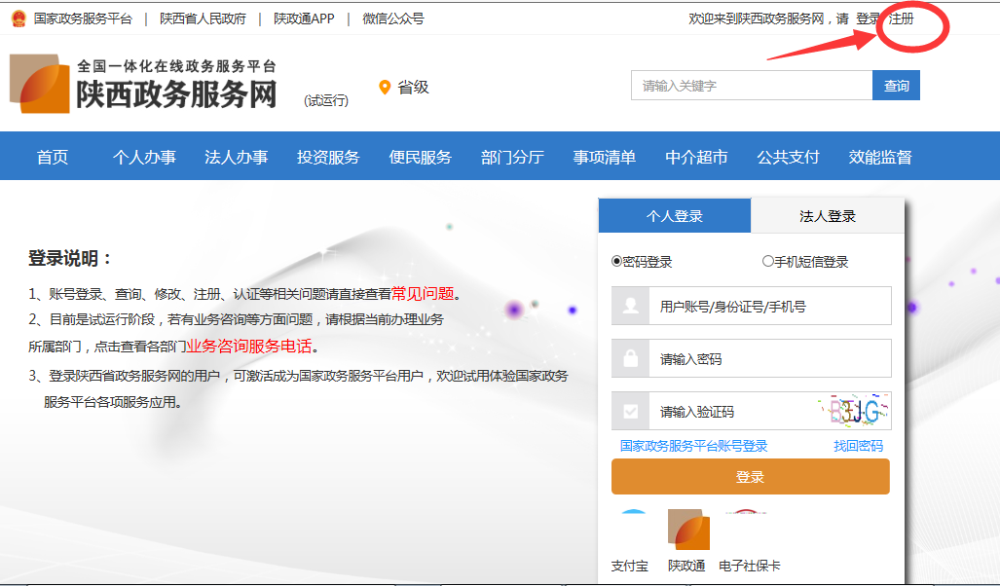 国家政务服务平台 | 陕西省人民政府 | 陕政通APP | 微信公众号 欢迎来到陕西政务服务网，请 登录 注册
全国一体化在线政务服务平台
陕西政务服务网 (试运行) 省级 请输入关键字 查询
首页 个人办事 法人办事 投资服务 便民服务 部门分厅 事项清单 中介超市 公共支付 效能监督
个人登录 法人登录
登录说明：
密码登录 手机短信登录
1、账号登录、查询、修改、注册、认证等相关问题请直接查看常见问题。
用户账号/身份证号/手机号
2、目前是试运行阶段，若有业务咨询等方面问题，请根据当前办理业务
所属部门，点击查看各部门业务咨询服务电话。
请输入密码
3、登录陕西省政务服务网的用户，可激活成为国家政务服务平台用户，欢迎试用体验国家政务
服务平台各项服务应用。
请输入验证码 B3JG
国家政务服务平台账号登录 找回密码
登录
支付宝 陕政通 电子社保卡